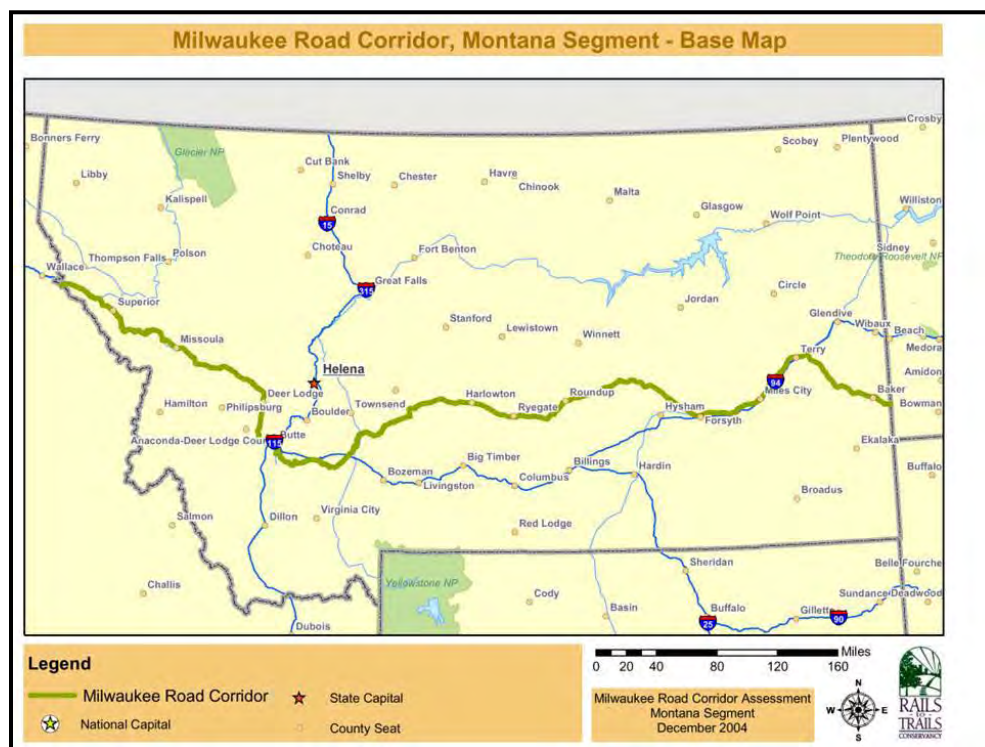 Milwaukee Road Corridor, Montana Segment - Base Map
Crosby
Bonners Ferry
Scobey
Plentywood
Glacier NP
Cut Bank
Libby
Shelby
Chester
Havre
Chinook
Malta
Kalispell
Conrad
Glasgow
Williston
15
Wolf Point
Choteau
Fort Benton
Sidney
Thompson Falls
Polson
Theodore Roosevelt NP
Wallace
Great Falls
315
Circle
Superior
Jordan
Glendive
Stanford
Lewistown
Winnett
Wibaux
Beach
Missoula
Medora
Terry
Helena
94
Amidon
Deer Lodge
Harlowton
Roundup
Miles City
Baker
Hamilton
Philipsburg
Boulder
Townsend
Ryegate
Hysham
Forsyth
Bowman
Anaconda-Deer Lodge Cou
115
Butte
Ekalaka
Big Timber
Billings
Bozeman
Hardin
Buffalo
Livingston
Columbus
Broadus
Salmon
Dillon
Virginia City
Red Lodge
Sheridan
Belle Fourche
Yellowstone NP
Challis
Cody
Basin
Buffalo
Sundance
Deadwood
Gillette
90
Dubois
25
Legend
Milwaukee Road Corridor
State Capital
National Capital
County Seat
Miles
0 20 40 80 120 160
Milwaukee Road Corridor Assessment
Montana Segment
December 2004
N
W
E
S
RAILS
to
TRAILS
CONSERVANCY